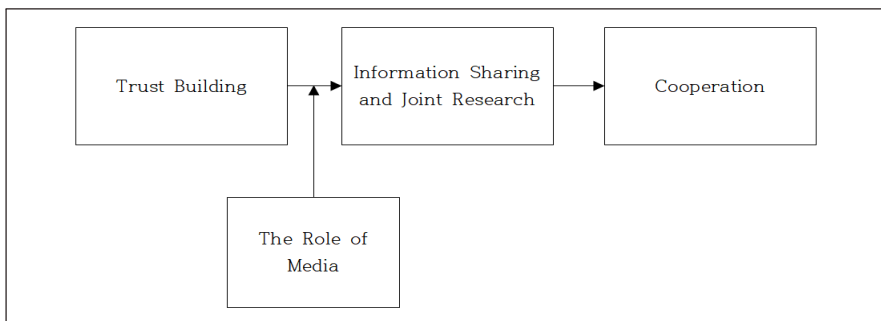 Trust Building
Information Sharing
and Joint Research
Cooperation
The Role of
Media